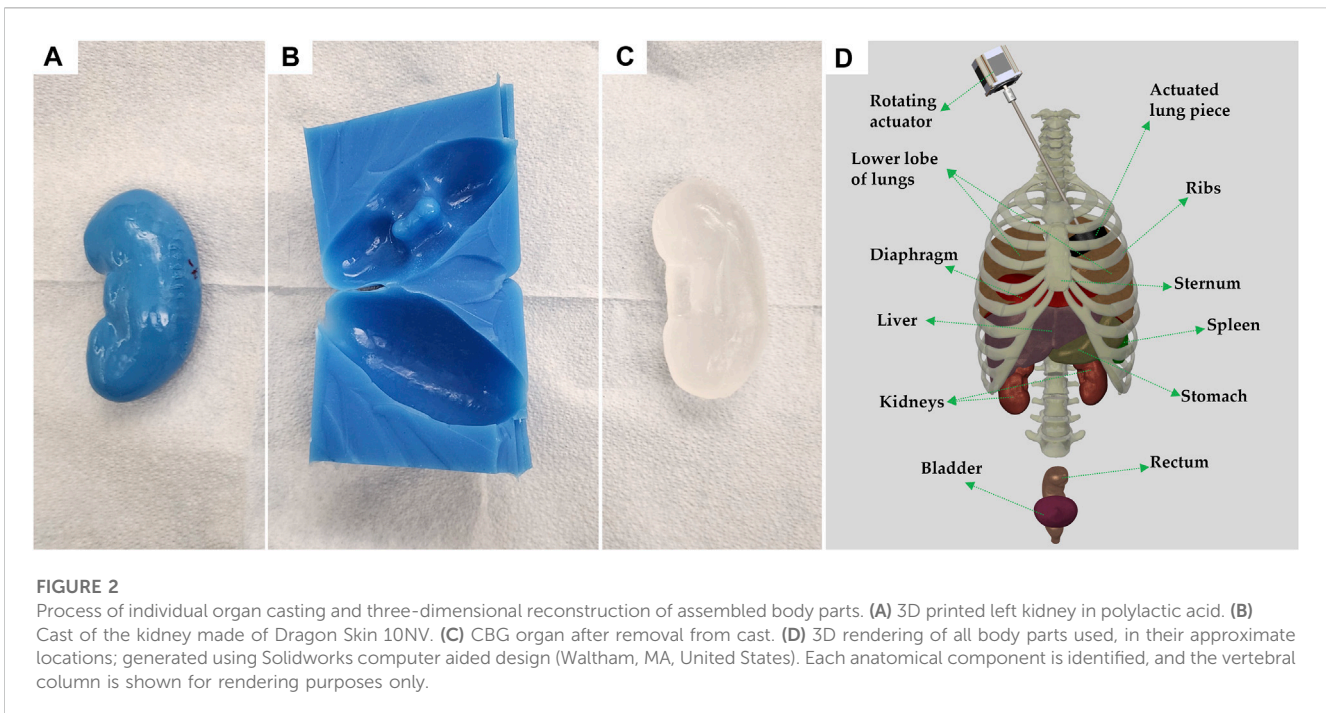 A
B
C
D
Rotating
actuator
Actuated
lung piece
Lower lobe
of lungs
Ribs
Diaphragm
Sternum
Liver
Spleen
Kidneys
Stomach
Bladder
Rectum
FIGURE 2
Process of individual organ casting and three-dimensional reconstruction of assembled body parts. (A) 3D printed left kidney in polylactic acid. (B)
Cast of the kidney made of Dragon Skin 10NV. (C) CBG organ after removal from cast. (D) 3D rendering of all body parts used, in their approximate
locations; generated using Solidworks computer aided design (Waltham, MA, United States). Each anatomical component is identified, and the vertebral
column is shown for rendering purposes only.